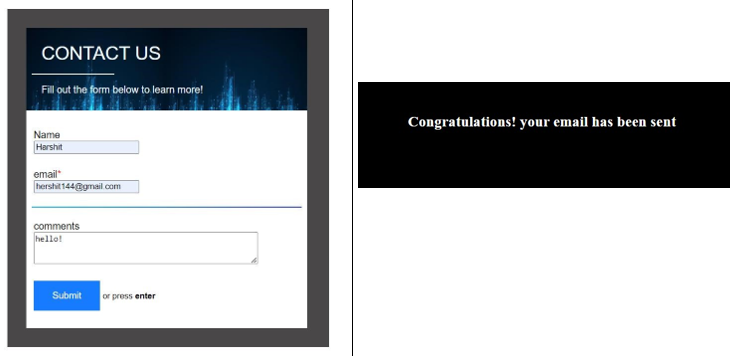 CONTACT US
Fill out the form below to learn more!
Name
Harshit
email*
hershit144@gmail.com
comments
hello!
Submit or press enter
Congratulations! your email has been sent